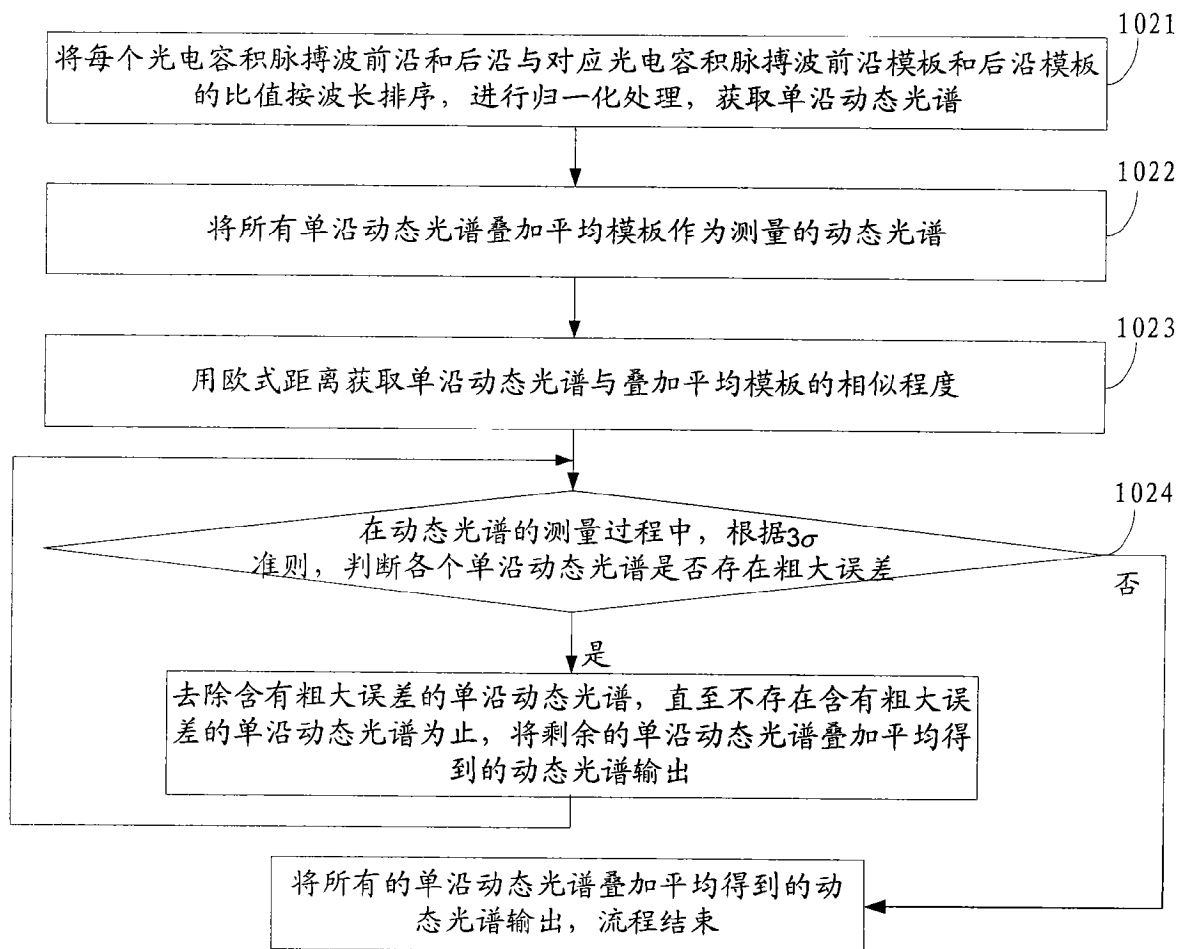 1021
将每个光电容积脉搏波前沿和后沿与对应光电容积脉搏波前沿模板和后沿模板
的比值按波长排序，进行归一化处理，获取单沿动态光谱
1022
将所有单沿动态光谱叠加平均模板作为测量的动态光谱
1023
用欧式距离获取单沿动态光谱与叠加平均模板的相似程度
1024
在动态光谱的测量过程中，根据3σ
准则，判断各个单沿动态光谱是否存在粗大误差
否
是
去除含有粗大误差的单沿动态光谱，直至不存在含有粗大误
差的单沿动态光谱为止，将剩余的单沿动态光谱叠加平均得
到的动态光谱输出
将所有的单沿动态光谱叠加平均得到的动
态光谱输出，流程结束